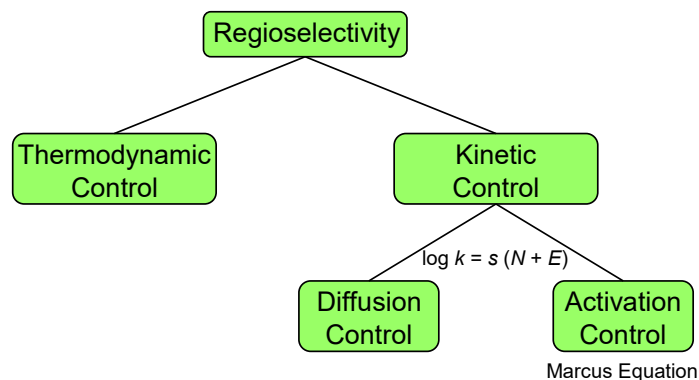 Regioselectivity
Thermodynamic
Control
Kinetic
Control
log k = s (N + E)
Diffusion
Control
Activation
Control
Marcus Equation